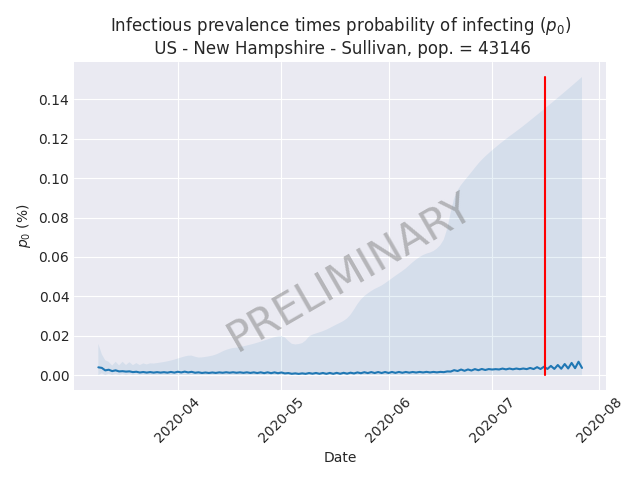 Infectious prevalence times probability of infecting (p₀)
US - New Hampshire - Sullivan, pop. = 43146
0.14
0.12
0.10
0.08
0.06
0.04
0.02
0.00
p₀ (%)
PRELIMINARY
2020-04
2020-05
2020-06
2020-07
2020-08
Date